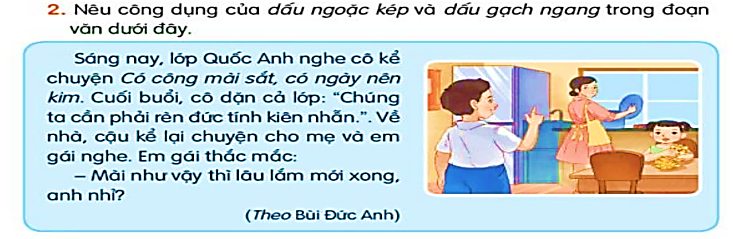 2. Nêu công dụng của dấu ngoặc kép và dấu gạch ngang trong đoạn
văn dưới đây.
Sáng nay, lớp Quốc Anh nghe cô kể
chuyện Có công mài sắt, có ngày nên
kim. Cuối buổi, cô dặn cả lớp: “Chúng
ta cần phải rèn đức tính kiên nhẫn.”. Về
nhà, cậu kể lại chuyện cho mẹ và em
gái nghe. Em gái thắc mắc:
– Mài như vậy thì lâu lắm mới xong,
anh nhỉ?
(Theo Bùi Đức Anh)